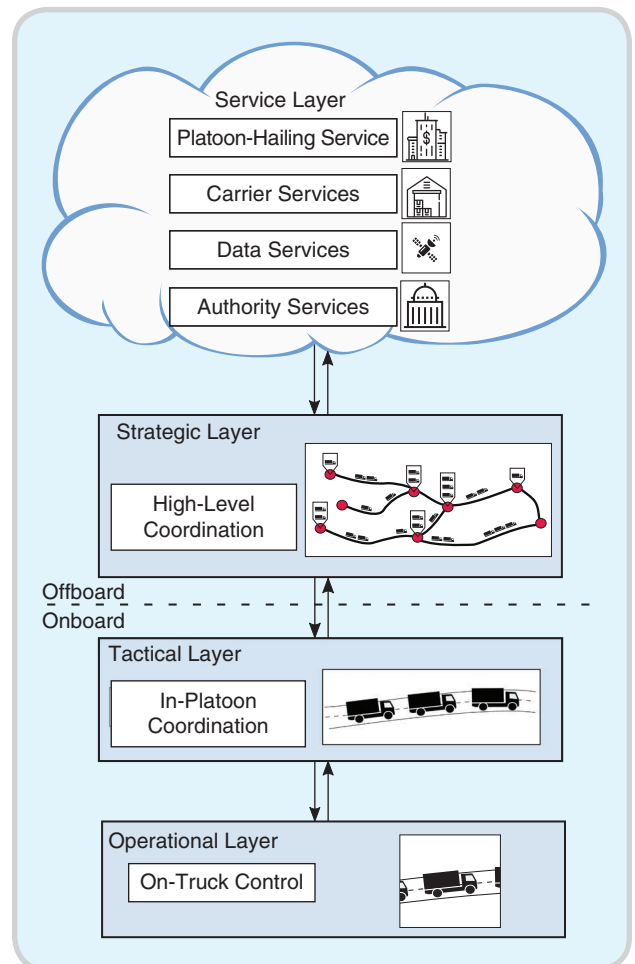 Service Layer
Platoon-Hailing Service
$
Carrier Services
Data Services
Authority Services
Strategic Layer
High-Level
Coordination
Offboard
Onboard
Tactical Layer
In-Platoon
Coordination
Operational Layer
On-Truck Control